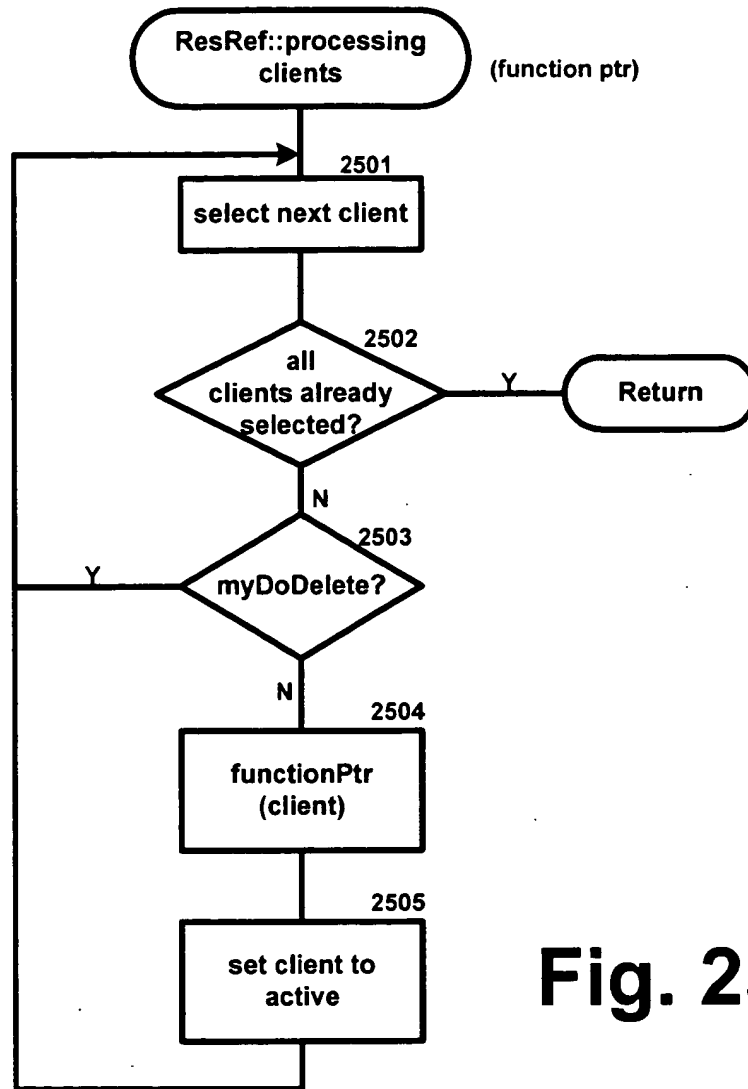 ResRef::processing
clients
(function ptr)
2501
select next client
2502
all
clients already
selected?
Y
Return
N
2503
Y
myDoDelete?
N
2504
functionPtr
(client)
2505
set client to
active
Fig. 2